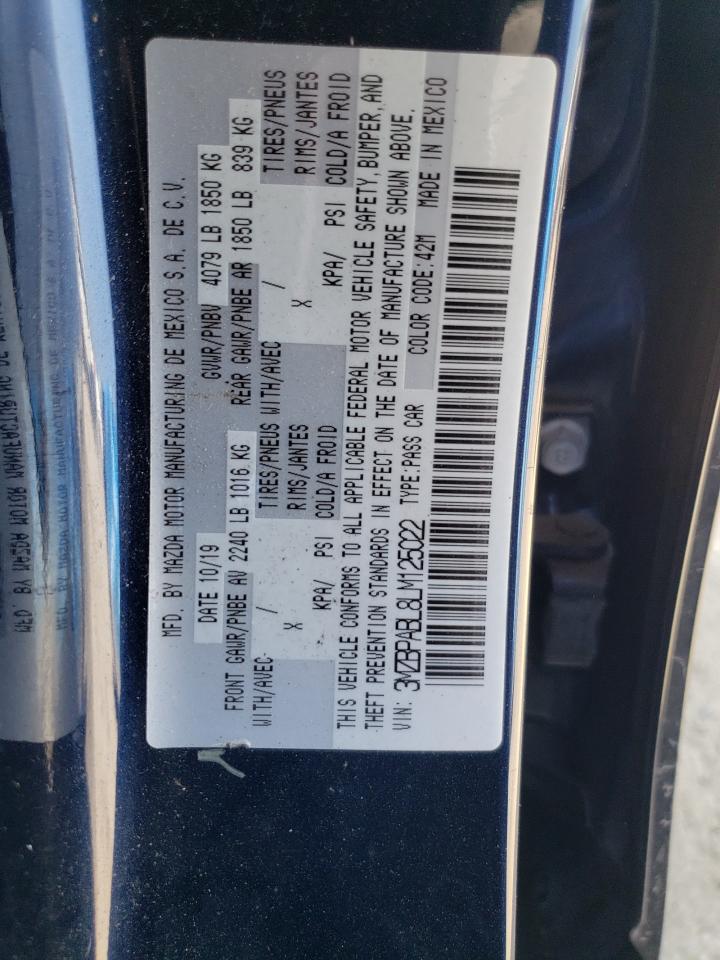 MFD. BY MAZDA MOTOR MANUFACTURING DE MEXICO S.A. DE C.V.
DATE 10/19 GVWR/PNBV 4079 LB 1850 KG
FRONT GAWR/PNBE AV 2240 LB 1016 KG REAR GAWR/PNBE AR 1850 LB 839 KG
WITH/AVEC / TIRES/PNEUS WITH/AVEC / TIRES/PNEUS
X RIMS/JANTES X RIMS/JANTES
KPA/ PSI COLD/A FROID KPA/ PSI COLD/A FROID
THIS VEHICLE CONFORMS TO ALL APPLICABLE FEDERAL MOTOR VEHICLE SAFETY, BUMPER, AND
THEFT PREVENTION STANDARDS IN EFFECT ON THE DATE OF MANUFACTURE SHOWN ABOVE.
VIN: 3MZBPABL8LM125022 TYPE:PASS CAR COLOR CODE:42M MADE IN MEXICO